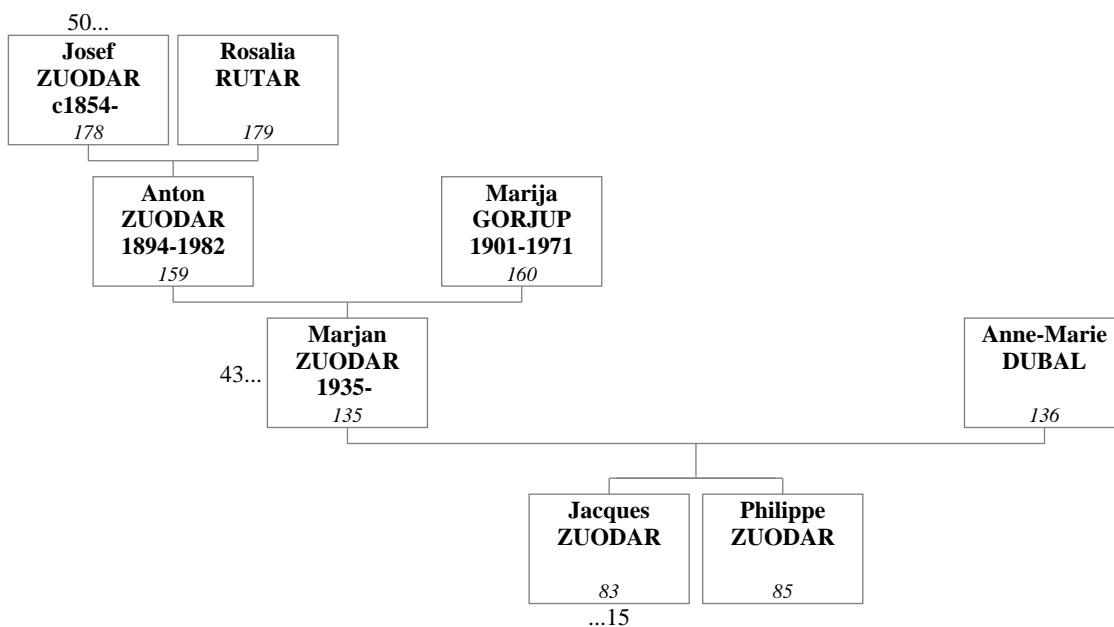 50...
Josef
ZUODAR
c1854-
178
Rosalia
RUTAR
179
Anton
ZUODAR
1894-1982
159
Marija
GORJUP
1901-1971
160
43...
Marjan
ZUODAR
1935-
135
Anne-Marie
DUBAL
136
Jacques
ZUODAR
83
...15
Philippe
ZUODAR
85